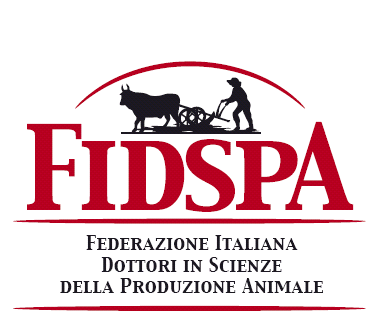 FIDSPA
FEDERAZIONE ITALIANA
DOTTORI IN SCIENZE
DELLA PRODUZIONE ANIMALE